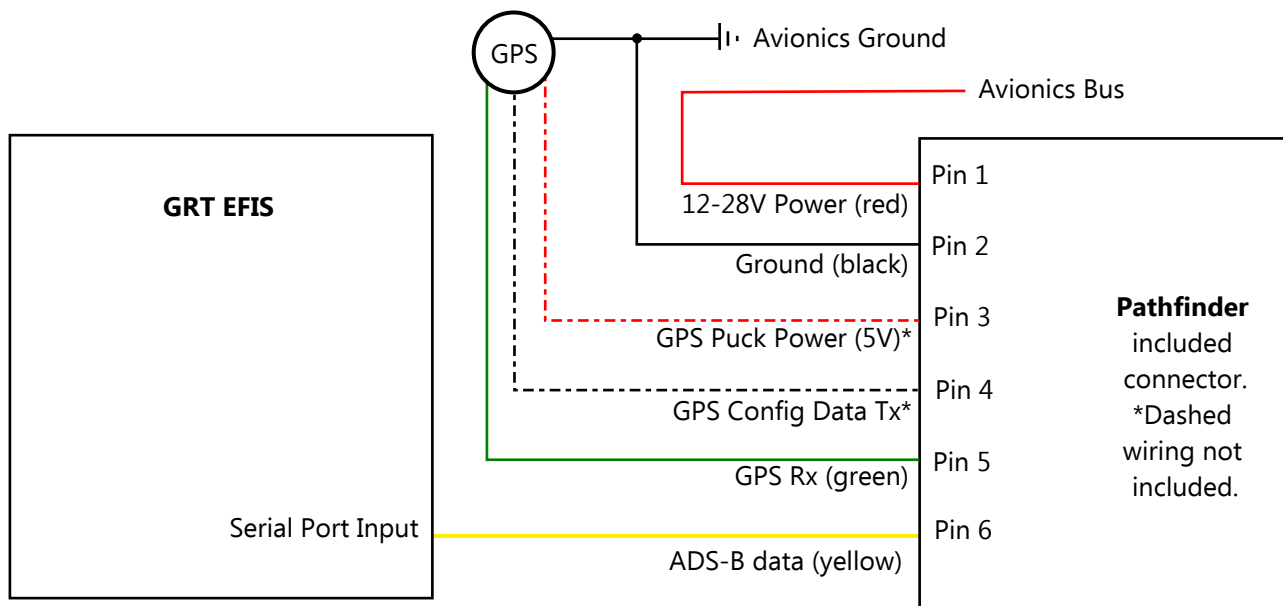 GPS
Avionics Ground
Avionics Bus
GRT EFIS
Pin 1
12-28V Power (red)
Pin 2
Ground (black)
Pin 3
GPS Puck Power (5V)*
Pin 4
GPS Config Data Tx*
Pin 5
GPS Rx (green)
Pathfinder
included
connector.
*Dashed
wiring not
included.
Serial Port Input
Pin 6
ADS-B data (yellow)